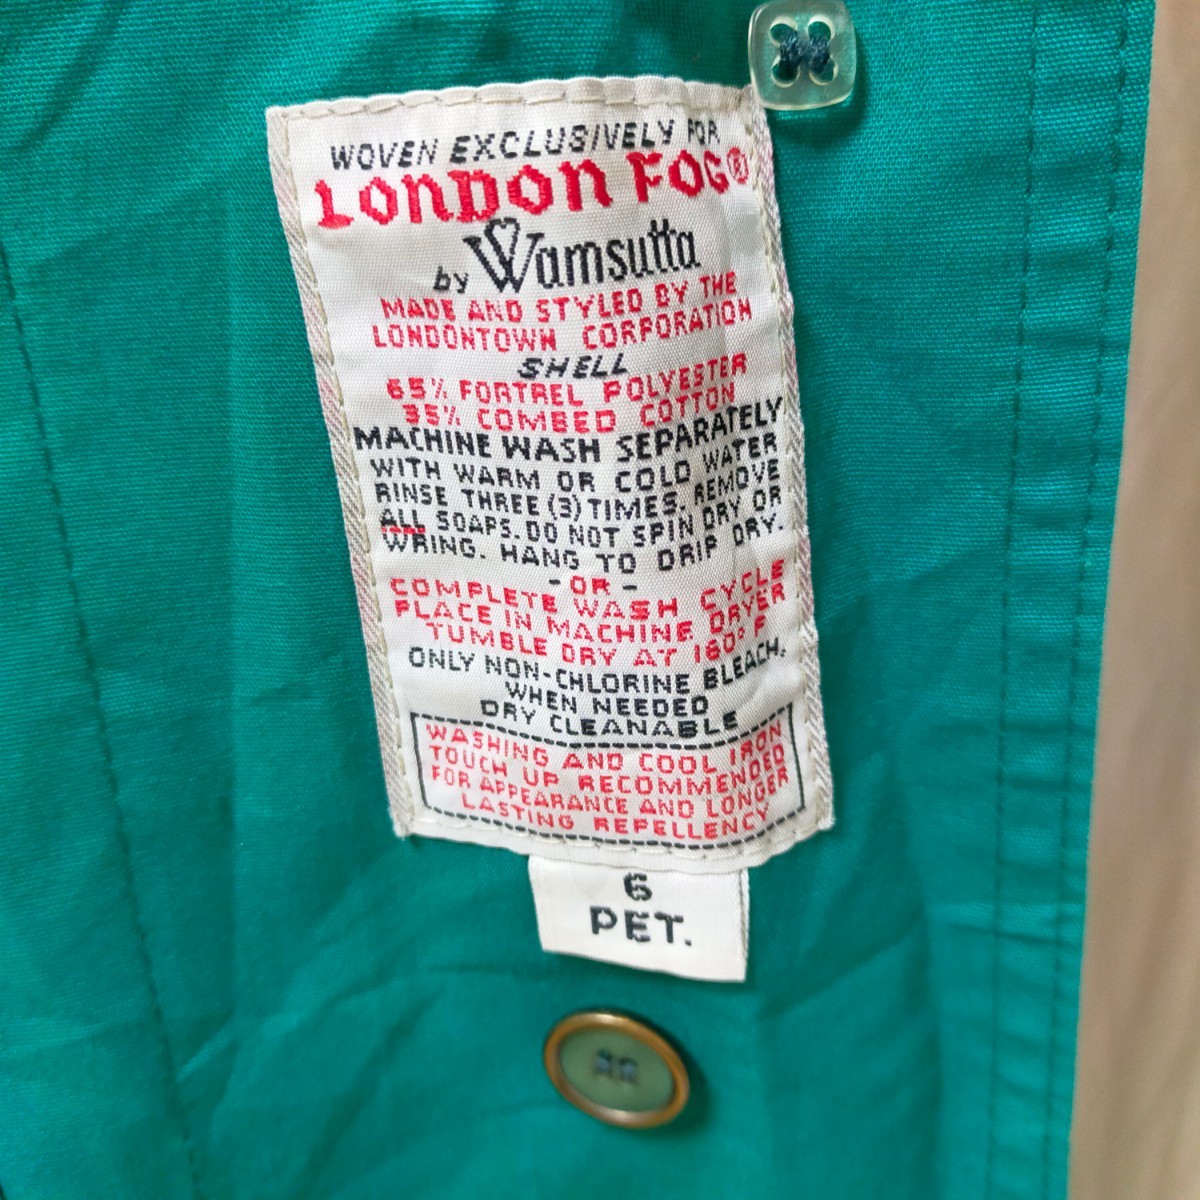 WOVEN EXCLUSIVELY FOR
LONDON FOG®
by Wamsutta
MADE AND STYLED BY THE
LONDONTOWN CORPORATION
SHELL
65% FORTREL POLYESTER
35% COMBED COTTON
MACHINE WASH SEPARATELY
WITH WARM OR COLD WATER
RINSE THREE (3) TIMES. REMOVE
ALL SOAPS. DO NOT SPIN DRY OR
WRING. HANG TO DRIP DRY.
- OR -
COMPLETE WASH CYCLE
PLACE IN MACHINE DRYER
TUMBLE DRY AT 160° F
ONLY NON-CHLORINE BLEACH,
WHEN NEEDED
DRY CLEANABLE
WASHING AND COOL IRON
TOUCH UP RECOMMENDED
FOR APPEARANCE AND LONGER
LASTING REPELLENCY
6
PET.